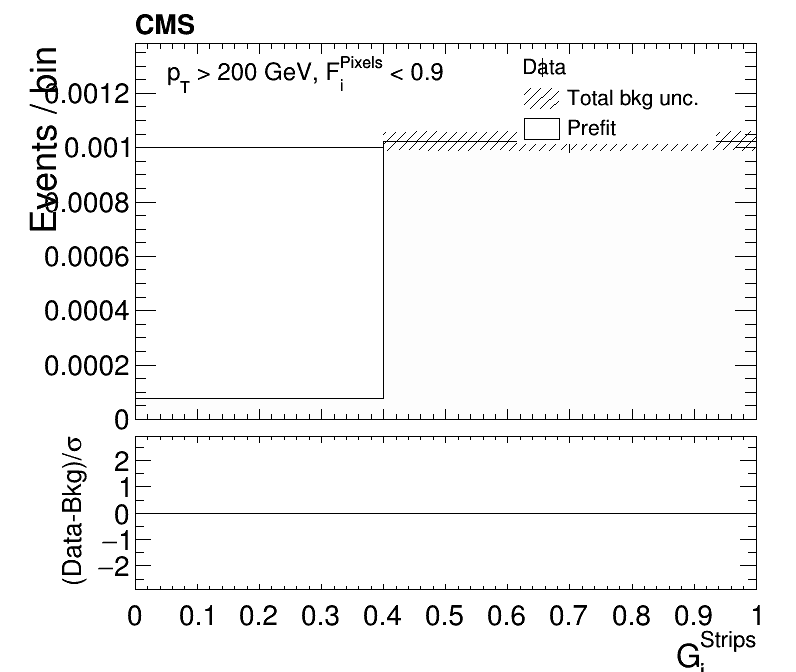 CMS
p_T > 200 GeV, F_i^Pixels < 0.9
Data
Total bkg unc.
Prefit
Events / bin
0.0012
0.001
0.0008
0.0006
0.0004
0.0002
0
(Data-Bkg)/σ
2
1
0
−1
−2
0 0.1 0.2 0.3 0.4 0.5 0.6 0.7 0.8 0.9 1
G_i^Strips